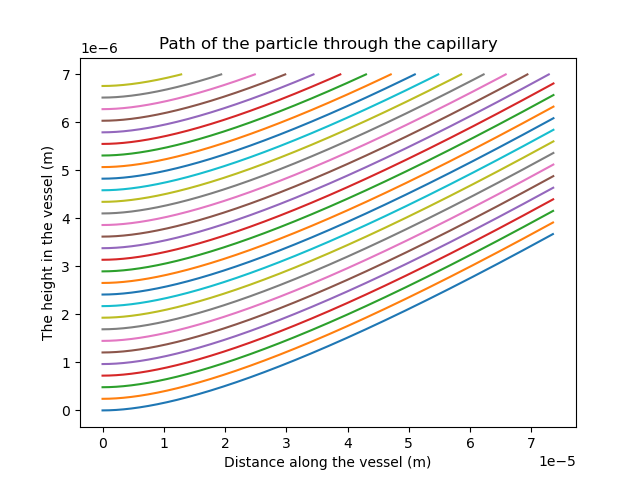 Path of the particle through the capillary
1e−6
7
6
5
4
3
2
1
0
The height in the vessel (m)
0 1 2 3 4 5 6 7
Distance along the vessel (m)
1e−5